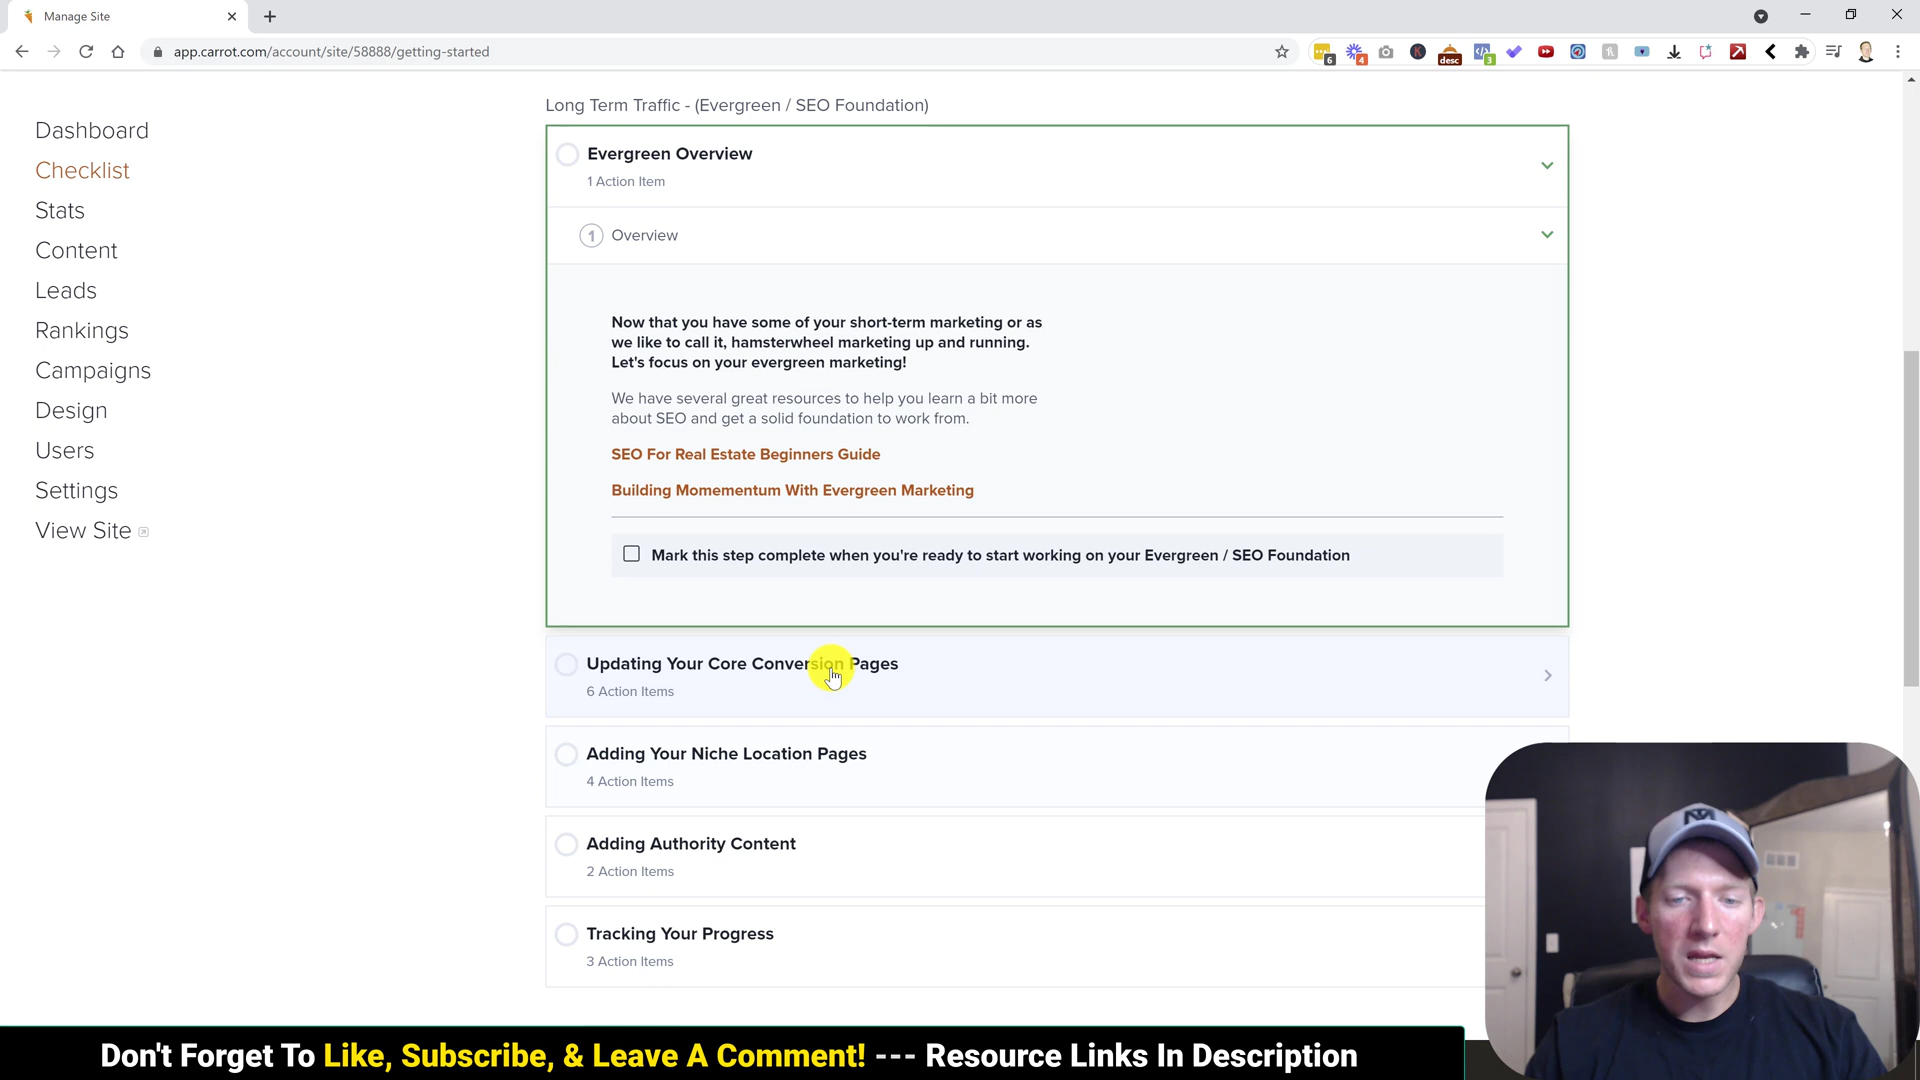 Manage Site
app.carrot.com/account/site/58888/getting-started
6
4
desc
3
Dashboard
Checklist
Stats
Content
Leads
Rankings
Campaigns
Design
Users
Settings
View Site
Long Term Traffic - (Evergreen / SEO Foundation)
Evergreen Overview
1 Action Item
1 Overview
Now that you have some of your short-term marketing or as
we like to call it, hamsterwheel marketing up and running.
Let's focus on your evergreen marketing!
We have several great resources to help you learn a bit more
about SEO and get a solid foundation to work from.
SEO For Real Estate Beginners Guide
Building Momementum With Evergreen Marketing
Mark this step complete when you're ready to start working on your Evergreen / SEO Foundation
Updating Your Core Conversion Pages
6 Action Items
Adding Your Niche Location Pages
4 Action Items
Adding Authority Content
2 Action Items
Tracking Your Progress
3 Action Items
Don't Forget To Like, Subscribe, & Leave A Comment! --- Resource Links In Description